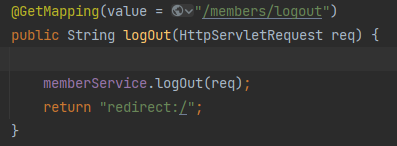 @GetMapping(value = "/members/logout")
public String logOut(HttpServletRequest req) {
memberService.logOut(req);
return "redirect:/";
}